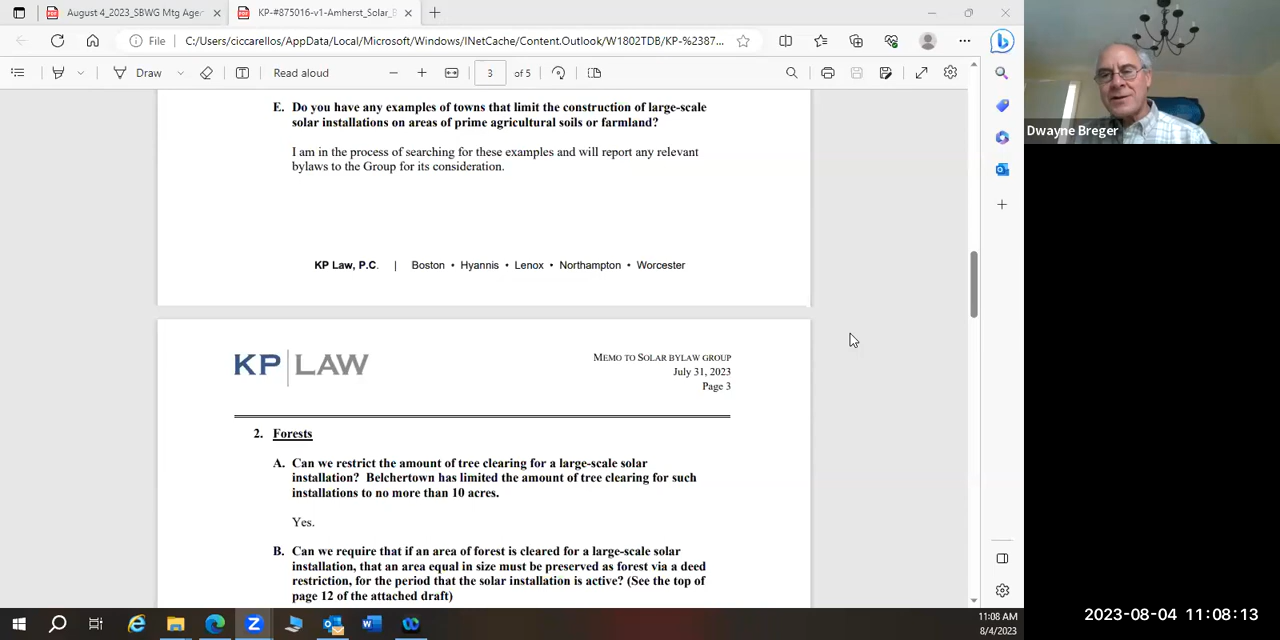 August 4_2023_SBWG Mtg Age
KP-#875016-v1-Amherst_Solar_B
File
C:/Users/ciccarellos/AppData/Local/Microsoft/Windows/INetCache/Content.Outlook/W1802TDB/KP-%2387...
Draw
Read aloud
3
of 5
E. Do you have any examples of towns that limit the construction of large-scale
solar installations on areas of prime agricultural soils or farmland?
I am in the process of searching for these examples and will report any relevant
bylaws to the Group for its consideration.
KP Law, P.C. | Boston • Hyannis • Lenox • Northampton • Worcester
KP | LAW
MEMO TO SOLAR BYLAW GROUP
July 31, 2023
Page 3
2. Forests
A. Can we restrict the amount of tree clearing for a large-scale solar
installation? Belchertown has limited the amount of tree clearing for such
installations to no more than 10 acres.
Yes.
B. Can we require that if an area of forest is cleared for a large-scale solar
installation, that an area equal in size must be preserved as forest via a deed
restriction, for the period that the solar installation is active? (See the top of
page 12 of the attached draft)
Dwayne Breger
11:08 AM
8/4/2023
2023-08-04 11:08:13